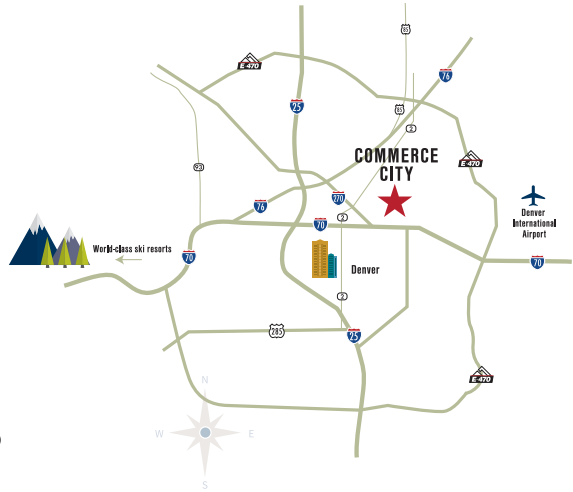 85
E-470
76
25
85
2
COMMERCE
CITY
E-470
93
270
76
2
70
Denver
International
Airport
World-class ski resorts
70
70
Denver
2
285
25
E-470
N
W
E
S